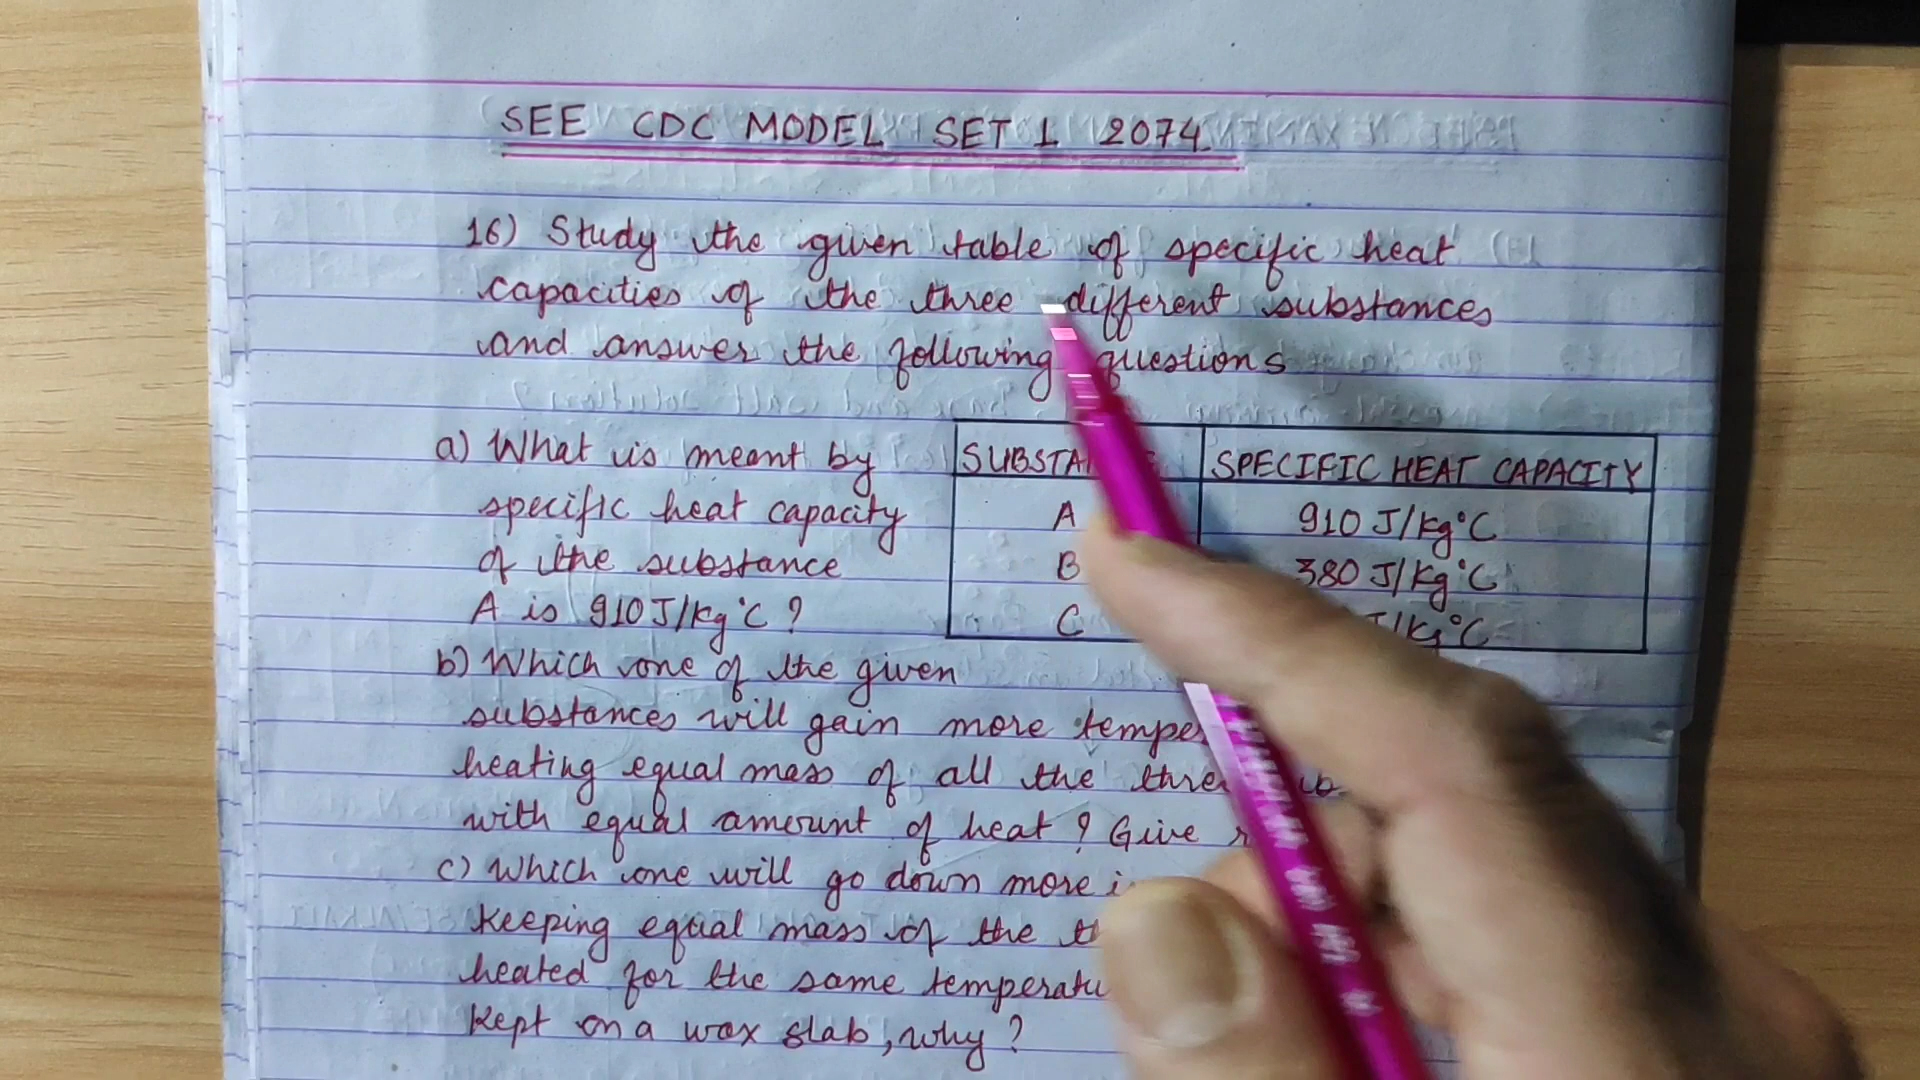 SEE CDC MODEL SET 1 2074
16) Study the given table of specific heat
capacities of the three different substances
and answer the following questions
a) What is meant by
specific heat capacity
of the substance
A is 910 J/kg°C ?
SPECIFIC HEAT CAPACITY
A 910 J/kg°C
B 380 J/kg°C
C
b) Which one of the given
substances will gain more
heating equal mass of all the
with equal amount of heat ? Give
c) Which one will go down more
keeping equal mass of the
heated for the same
kept on a wax slab, why ?